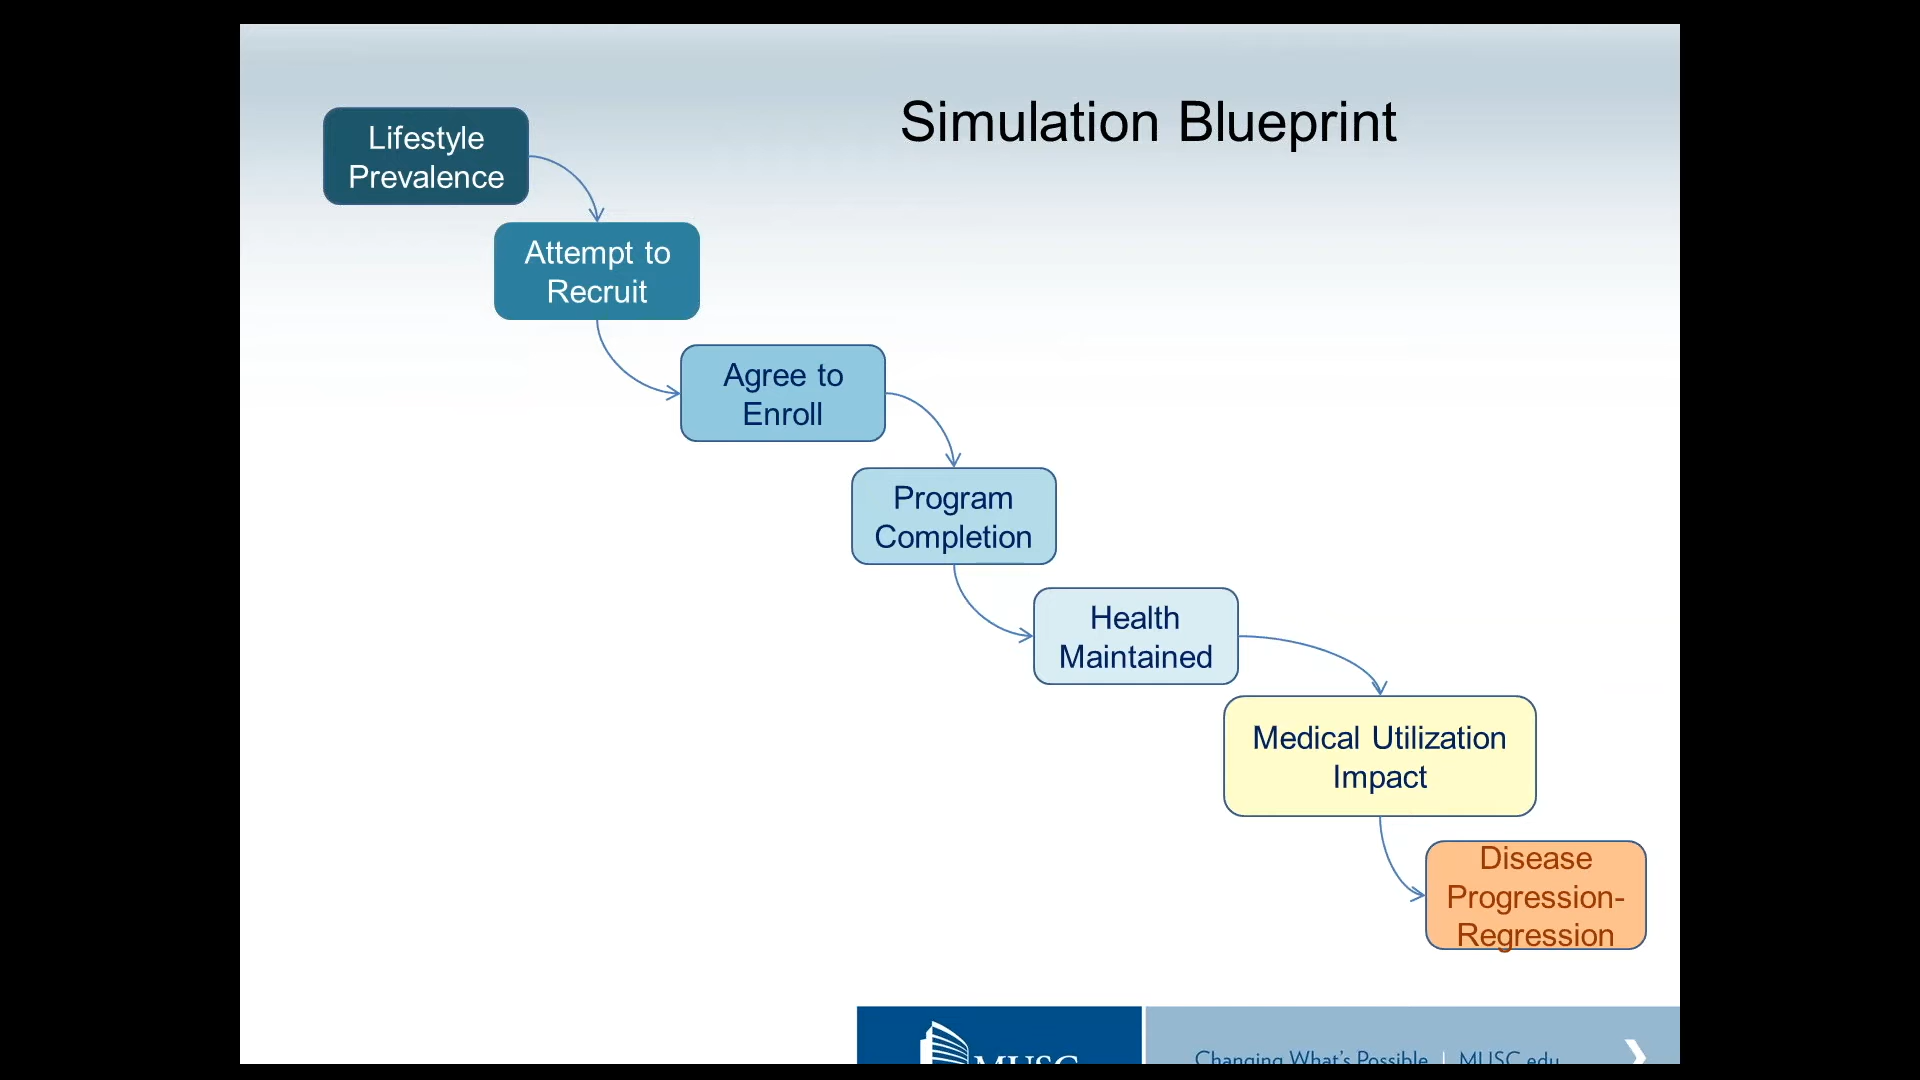 Simulation Blueprint
Lifestyle
Prevalence
Attempt to
Recruit
Agree to
Enroll
Program
Completion
Health
Maintained
Medical Utilization
Impact
Disease
Progression-
Regression
MUSC
Changing What's Possible | MUSC.edu